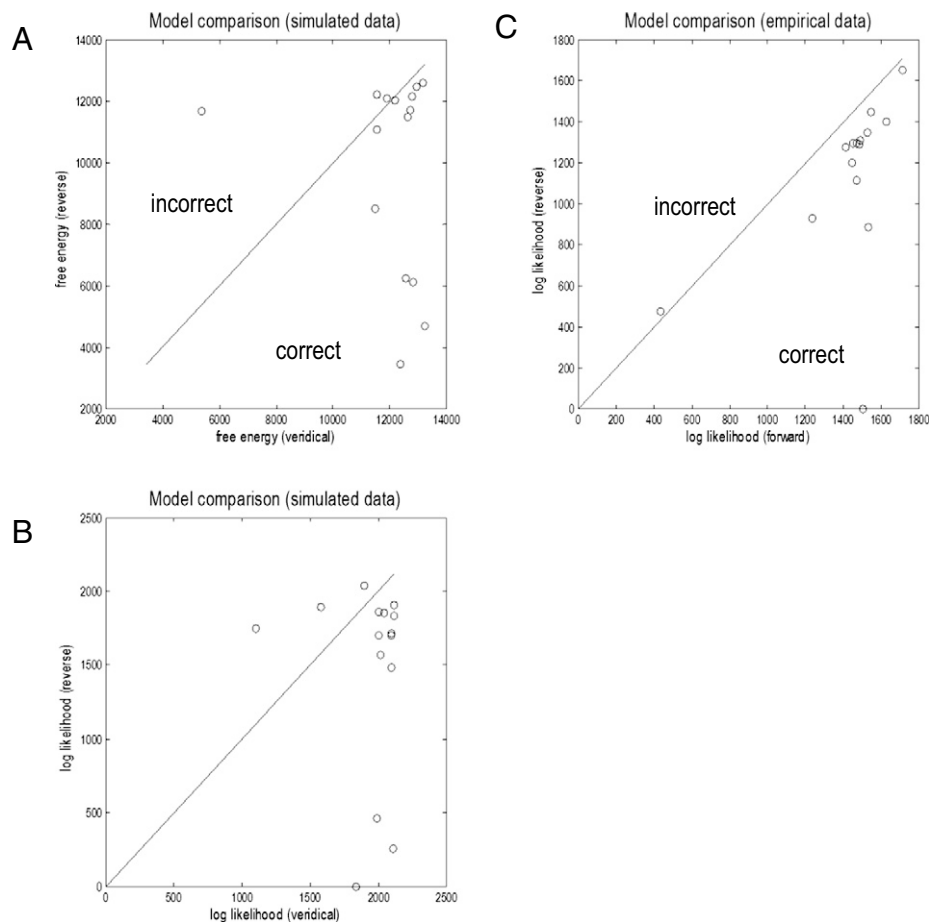 A
Model comparison (simulated data)
14000
12000
10000
8000
6000
4000
2000
free energy (reverse)
incorrect
correct
2000 4000 6000 8000 10000 12000 14000
free energy (veridical)
C
Model comparison (empirical data)
1800
1600
1400
1200
1000
800
600
400
200
0
log likelihood (reverse)
incorrect
correct
0 200 400 600 800 1000 1200 1400 1600 1800
log likelihood (forward)
B
Model comparison (simulated data)
2500
2000
1500
1000
500
0
log likelihood (reverse)
0 500 1000 1500 2000 2500
log likelihood (veridical)